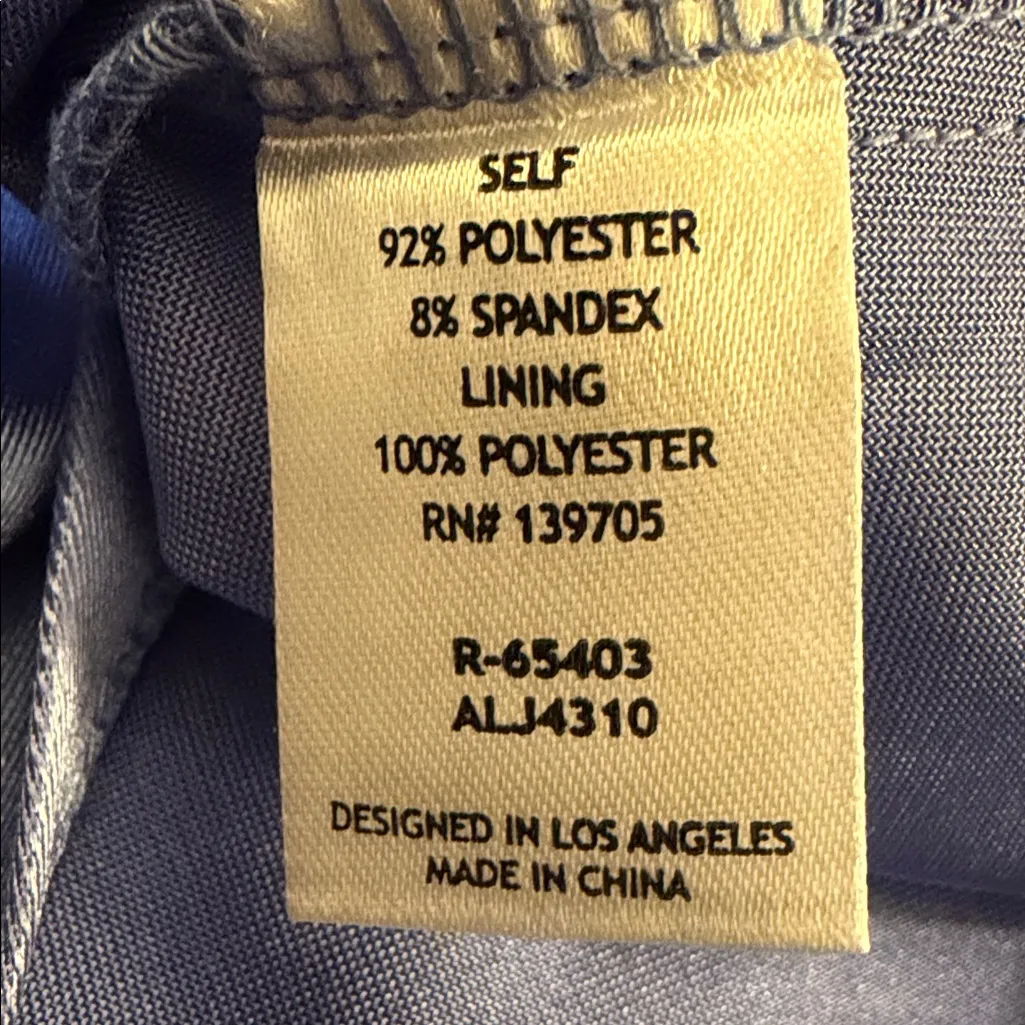 SELF
92% POLYESTER
8% SPANDEX
LINING
100% POLYESTER
RN# 139705
R-65403
ALJ4310
DESIGNED IN LOS ANGELES
MADE IN CHINA